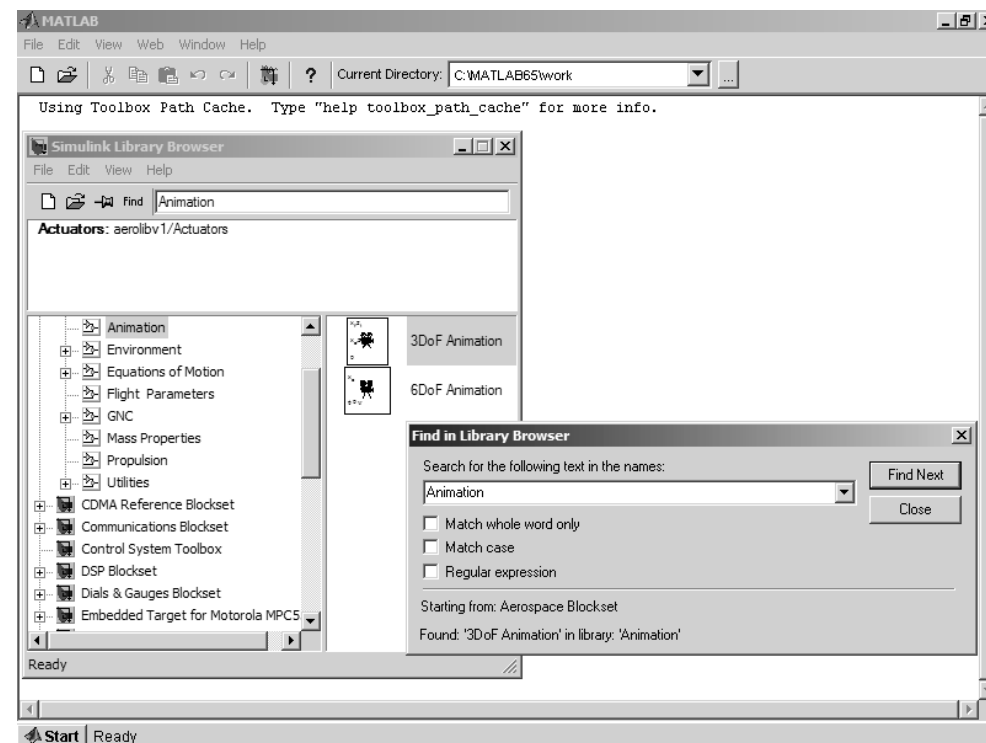 MATLAB
File Edit View Web Window Help
? Current Directory: C:\MATLAB65\work ...
Using Toolbox Path Cache. Type "help toolbox_path_cache" for more info.
Simulink Library Browser
File Edit View Help
Find Animation
Actuators: aerolibv1/Actuators
Animation
Environment
Equations of Motion
Flight Parameters
GNC
Mass Properties
Propulsion
Utilities
CDMA Reference Blockset
Communications Blockset
Control System Toolbox
DSP Blockset
Dials & Gauges Blockset
Embedded Target for Motorola MPC5
3DoF Animation
6DoF Animation
Ready
Find in Library Browser
Search for the following text in the names:
Animation
Find Next
Close
Match whole word only
Match case
Regular expression
Starting from: Aerospace Blockset
Found: '3DoF Animation' in library: 'Animation'
Start Ready